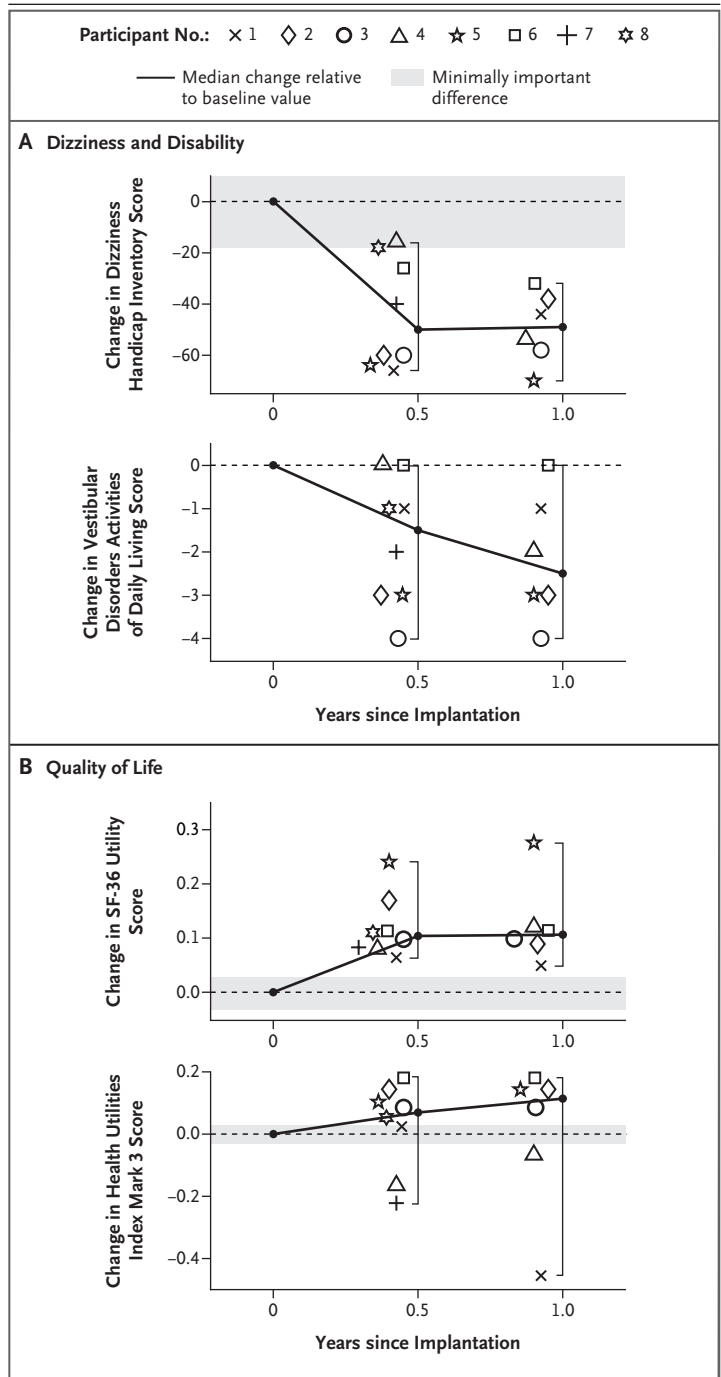 Participant No.: × 1 ◇ 2 ○ 3 △ 4 ☆ 5 □ 6 + 7 ✡ 8
Median change relative
to baseline value
Minimally important
difference
A Dizziness and Disability
Change in Dizziness
Handicap Inventory Score
0
–20
–40
–60
0 0.5 1.0
Change in Vestibular
Disorders Activities
of Daily Living Score
0
–1
–2
–3
–4
0 0.5 1.0
Years since Implantation
B Quality of Life
Change in SF-36 Utility
Score
0.3
0.2
0.1
0.0
0 0.5 1.0
Change in Health Utilities
Index Mark 3 Score
0.2
0.0
–0.2
–0.4
0 0.5 1.0
Years since Implantation